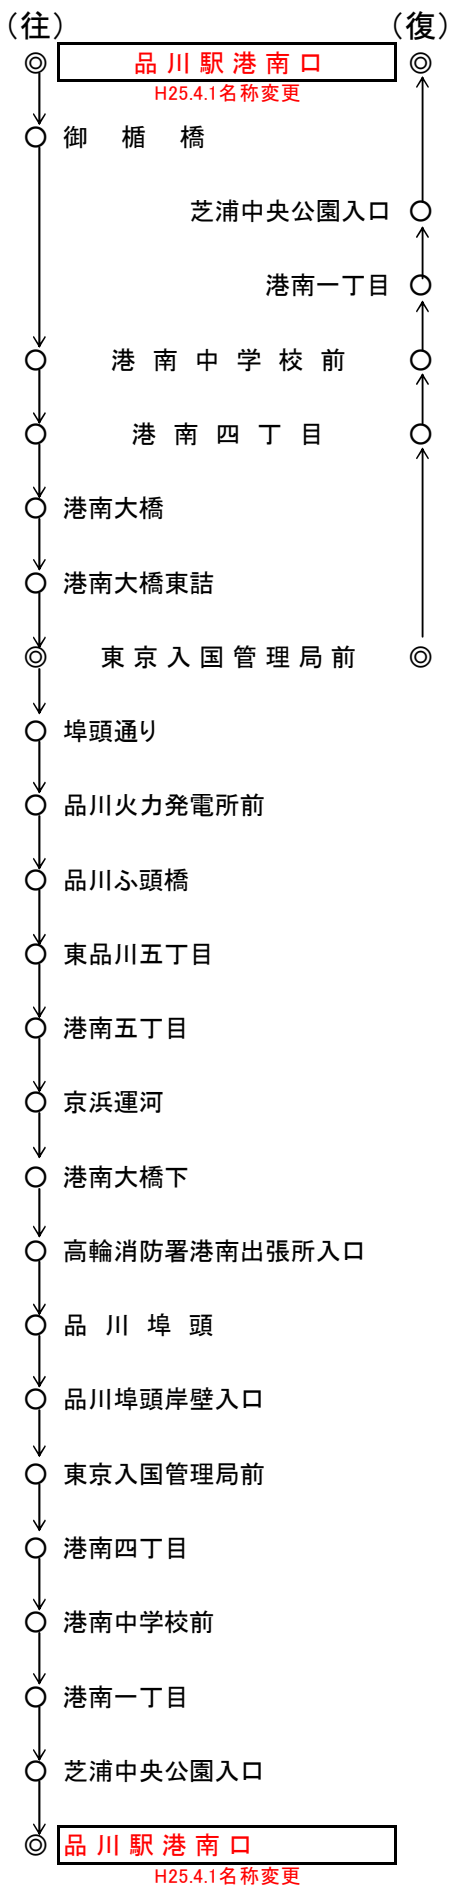 （往）
（復）
品川駅港南口
H25.4.1名称変更
御楯橋
芝浦中央公園入口
港南一丁目
港南中学校前
港南四丁目
港南大橋
港南大橋東詰
東京入国管理局前
埠頭通り
品川火力発電所前
品川ふ頭橋
東品川五丁目
港南五丁目
京浜運河
港南大橋下
高輪消防署港南出張所入口
品川埠頭
品川埠頭岸壁入口
東京入国管理局前
港南四丁目
港南中学校前
港南一丁目
芝浦中央公園入口
品川駅港南口
H25.4.1名称変更